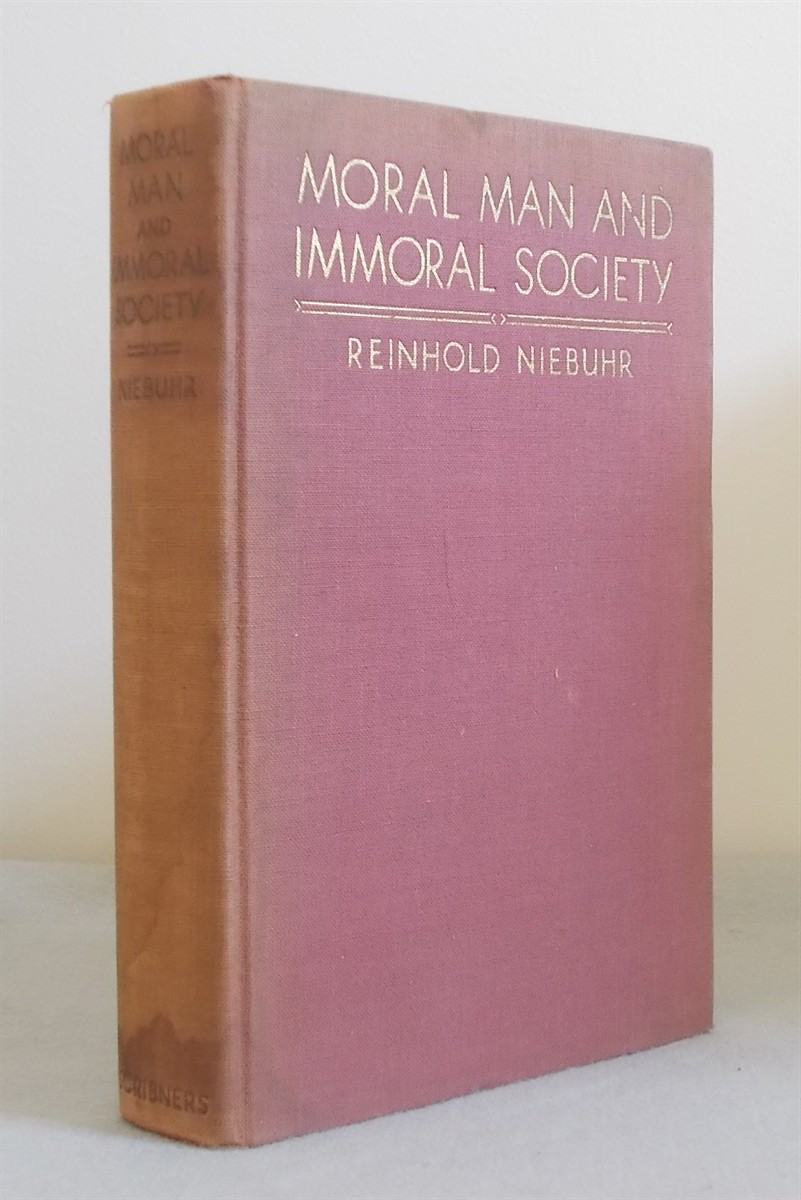 MORAL
MAN
AND
IMMORAL
SOCIETY
NIEBUHR
SCRIBNERS
MORAL MAN AND
IMMORAL SOCIETY
REINHOLD NIEBUHR